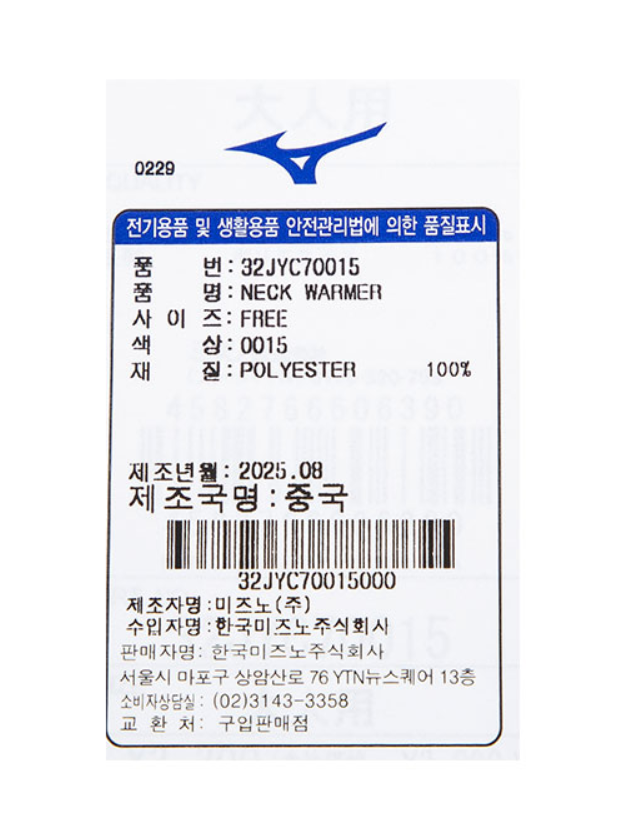 0229
전기용품 및 생활용품 안전관리법에 의한 품질표시
품 번 : 32JYC70015
품 명 : NECK WARMER
사 이 즈 : FREE
색 상 : 0015
재 질 : POLYESTER 100%
제조년월 : 2025.08
제조국명 : 중국
32JYC70015000
제조자명 : 미즈노(주)
수입자명 : 한국미즈노주식회사
판매자명 : 한국미즈노주식회사
서울시 마포구 상암산로 76 YTN뉴스퀘어 13층
소비자상담실 : (02)3143-3358
교 환 처 : 구입판매점